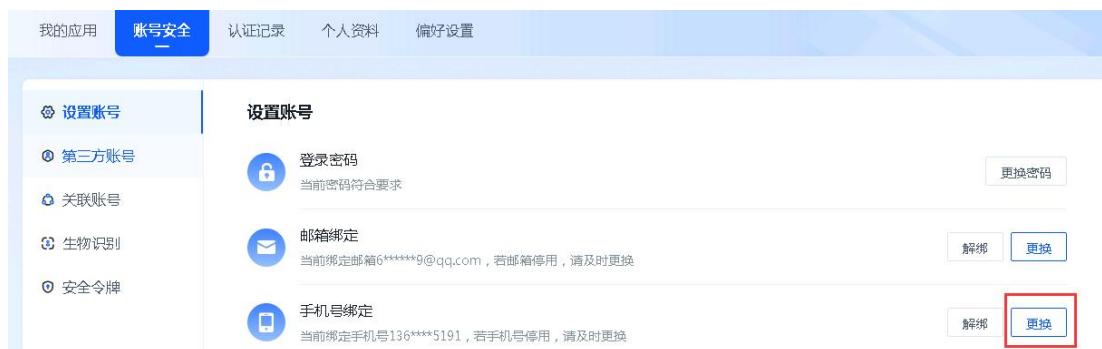 我的应用 账号安全 认证记录 个人资料 偏好设置
设置账号
第三方账号
关联账号
生物识别
安全令牌
设置账号
登录密码
当前密码符合要求
更换密码
邮箱绑定
当前绑定邮箱6******9@qq.com，若邮箱停用，请及时更换
解绑 更换
手机号绑定
当前绑定手机号136****5191，若手机号停用，请及时更换
解绑 更换